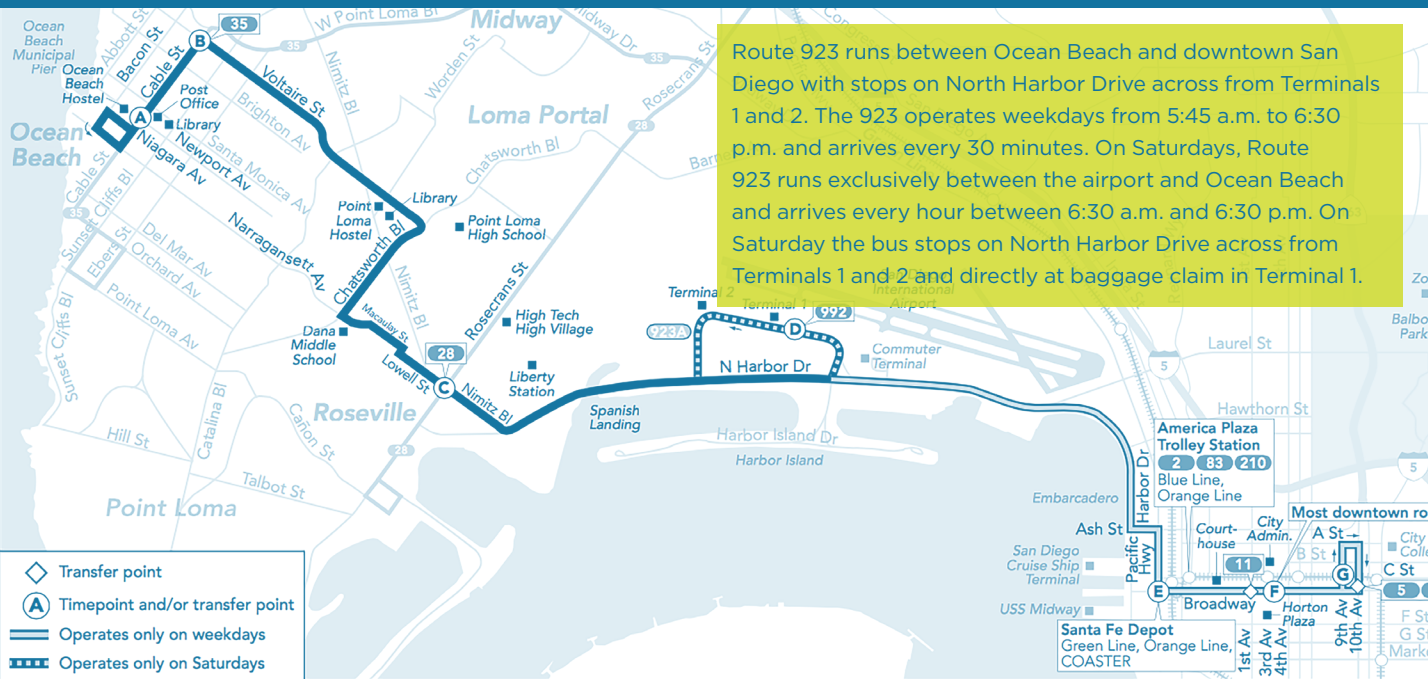 Route 923 runs between Ocean Beach and downtown San
Diego with stops on North Harbor Drive across from Terminals
1 and 2. The 923 operates weekdays from 5:45 a.m. to 6:30
p.m. and arrives every 30 minutes. On Saturdays, Route
923 runs exclusively between the airport and Ocean Beach
and arrives every hour between 6:30 a.m. and 6:30 p.m. On
Saturday the bus stops on North Harbor Drive across from
Terminals 1 and 2 and directly at baggage claim in Terminal 1.
Ocean
Beach
Municipal
Pier
Ocean
Beach
Hostel
Abbott St
Bacon St
Cable St
B
35
W Point Loma Bl
35
Midway
Midway Dr
35
Voltaire St
Nimitz Bl
Worden St
Rosecrans St
28
Post
Office
Library
A
Brighton Av
Loma Portal
Chatsworth Bl
Ocean
Beach
Niagara Av
Newport Av
Santa Monica Av
Cable St
35
Sunset Cliffs Bl
Ebers St
Del Mar Av
Orchard Av
Point Loma Av
Narragansett Av
Point
Loma
Hostel
Library
Point Loma
High School
Chatsworth Bl
Nimitz Bl
Rosecrans St
Macaulay St
Dana
Middle
School
High Tech
High Village
28
Lowell St
C
Nimitz Bl
Liberty
Station
Sunset Cliffs Bl
Roseville
Hill St
Catalina Bl
Cañon St
28
Talbot St
Point Loma
Terminal 2
Terminal 1
International
Airport
923A
D
992
N Harbor Dr
Commuter
Terminal
Spanish
Landing
Harbor Island Dr
Harbor Island
5
Laurel St
Balbo
Park
Zo
Hawthorn St
America Plaza
Trolley Station
2
83
210
Blue Line,
Orange Line
5
Harbor Dr
Embarcadero
Ash St
Pacific
Hwy
San Diego
Cruise Ship
Terminal
USS Midway
Court-
house
City
Admin.
Most downtown ro
A St
B St
City
Colle
C St
11
G
5
E
Broadway
F
Horton
Plaza
Santa Fe Depot
Green Line, Orange Line,
COASTER
1st Av
3rd Av
4th Av
9th Av
10th Av
F St
G St
Marke
Transfer point
A
Timepoint and/or transfer point
Operates only on weekdays
Operates only on Saturdays